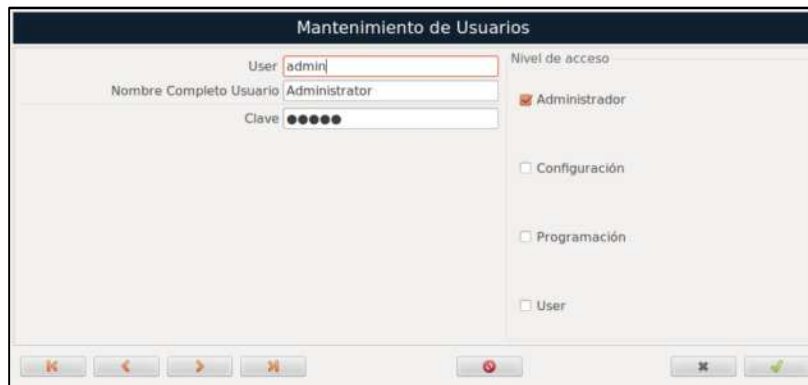 Mantenimiento de Usuarios
User admin
Nombre Completo Usuario Administrator
Clave ●●●●●
Nivel de acceso
Administrador
Configuración
Programación
User